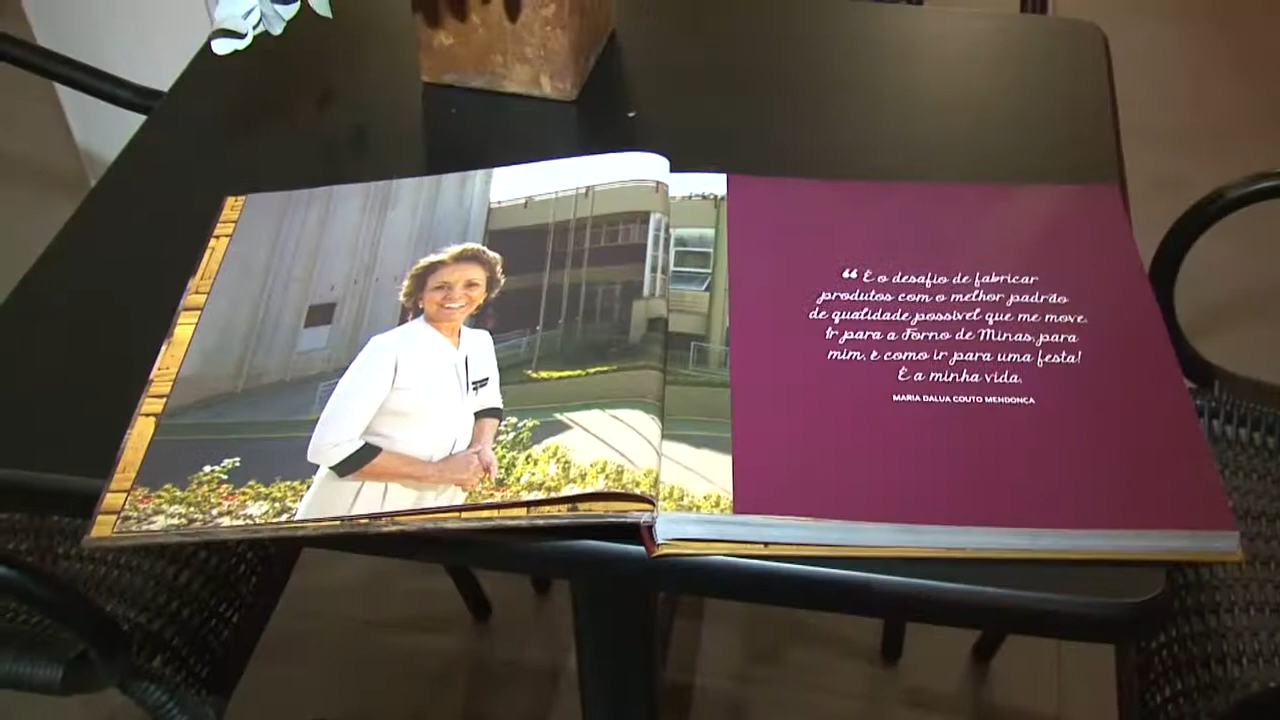 “ É o desafio de fabricar
produtos com o melhor padrão
de qualidade possível que me move.
Ir para a Forno de Minas, para
mim, é como ir para uma festa!
É a minha vida.
MARIA DALVA COUTO MENDONÇA